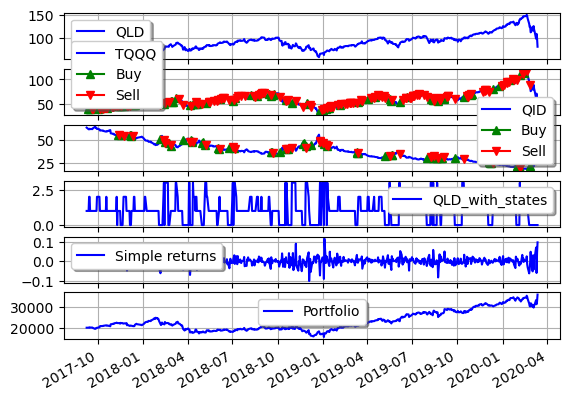 150
100
QLD
TQQQ
Buy
Sell
100
50
QID
Buy
Sell
50
25
2.5
0.0
QLD_with_states
0.1
0.0
−0.1
Simple returns
30000
20000
Portfolio
2017-10
2018-01
2018-04
2018-07
2018-10
2019-01
2019-04
2019-07
2019-10
2020-01
2020-04